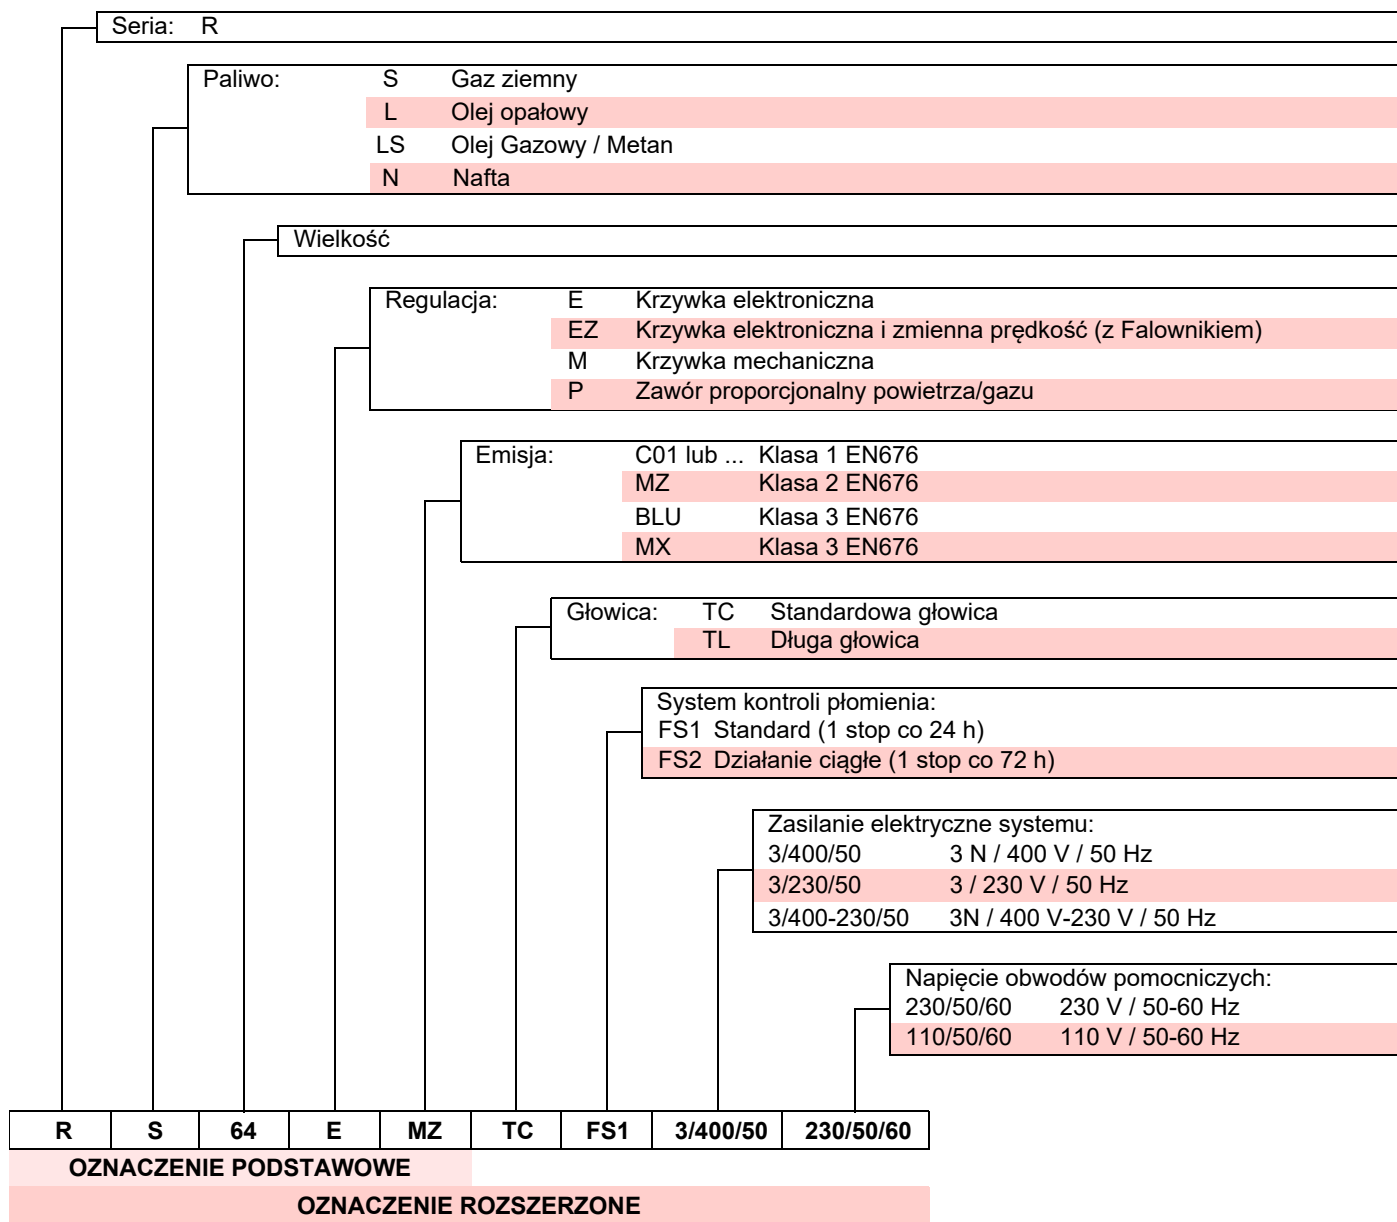 Seria: R
Paliwo: S Gaz ziemny
L Olej opałowy
LS Olej Gazowy / Metan
N Nafta
Wielkość
Regulacja: E Krzywka elektroniczna
EZ Krzywka elektroniczna i zmienna prędkość (z Falownikiem)
M Krzywka mechaniczna
P Zawór proporcjonalny powietrza/gazu
Emisja: C01 lub ... Klasa 1 EN676
MZ Klasa 2 EN676
BLU Klasa 3 EN676
MX Klasa 3 EN676
Głowica: TC Standardowa głowica
TL Długa głowica
System kontroli płomienia:
FS1 Standard (1 stop co 24 h)
FS2 Działanie ciągłe (1 stop co 72 h)
Zasilanie elektryczne systemu:
3/400/50 3 N / 400 V / 50 Hz
3/230/50 3 / 230 V / 50 Hz
3/400-230/50 3N / 400 V-230 V / 50 Hz
Napięcie obwodów pomocniczych:
230/50/60 230 V / 50-60 Hz
110/50/60 110 V / 50-60 Hz
R S 64 E MZ TC FS1 3/400/50 230/50/60
OZNACZENIE PODSTAWOWE
OZNACZENIE ROZSZERZONE